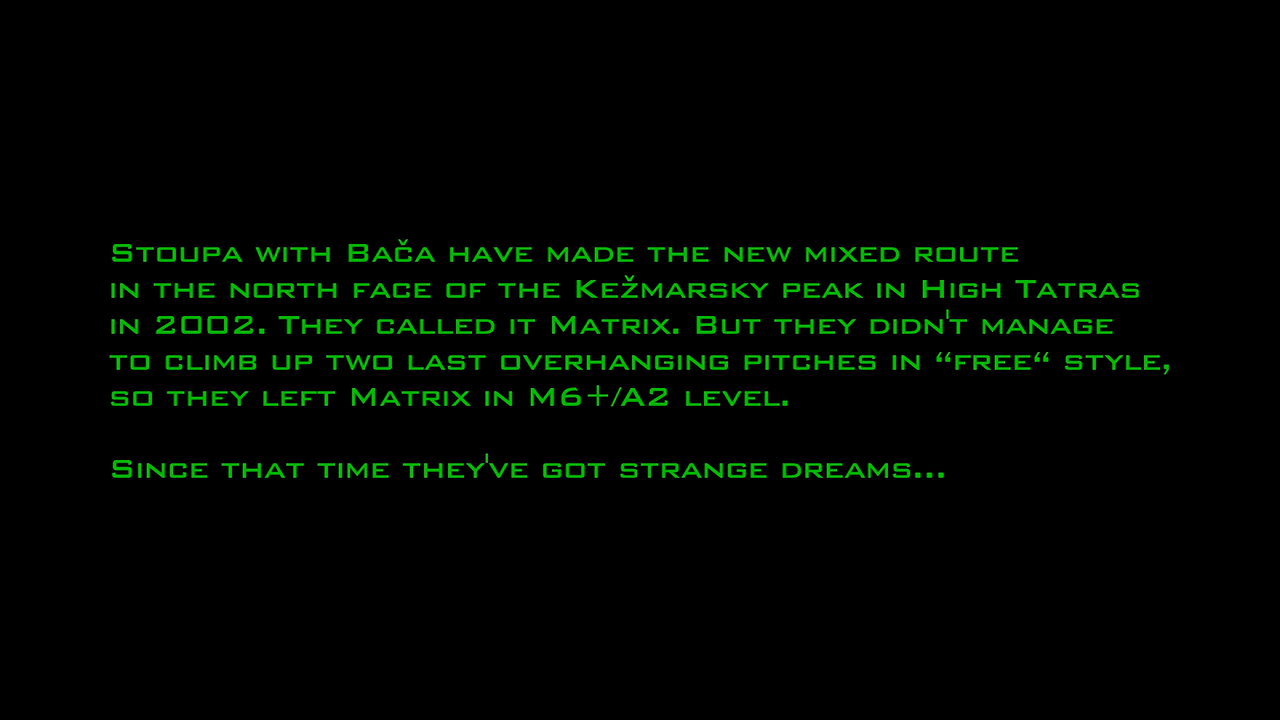 Stoupa with Bača have made the new mixed route
in the north face of the Kežmarsky peak in High Tatras
in 2002. They called it Matrix. But they didn't manage
to climb up two last overhanging pitches in “free“ style,
so they left Matrix in M6+/A2 level.
Since that time they've got strange dreams...